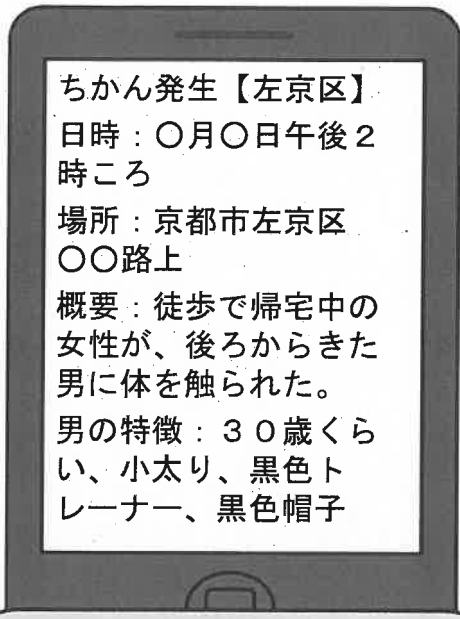 ちかん発生【左京区】
日時：〇月〇日午後２
時ころ
場所：京都市左京区
〇〇路上
概要：徒歩で帰宅中の
女性が、後ろからきた
男に体を触られた。
男の特徴：３０歳くら
い、小太り、黒色ト
レーナー、黒色帽子